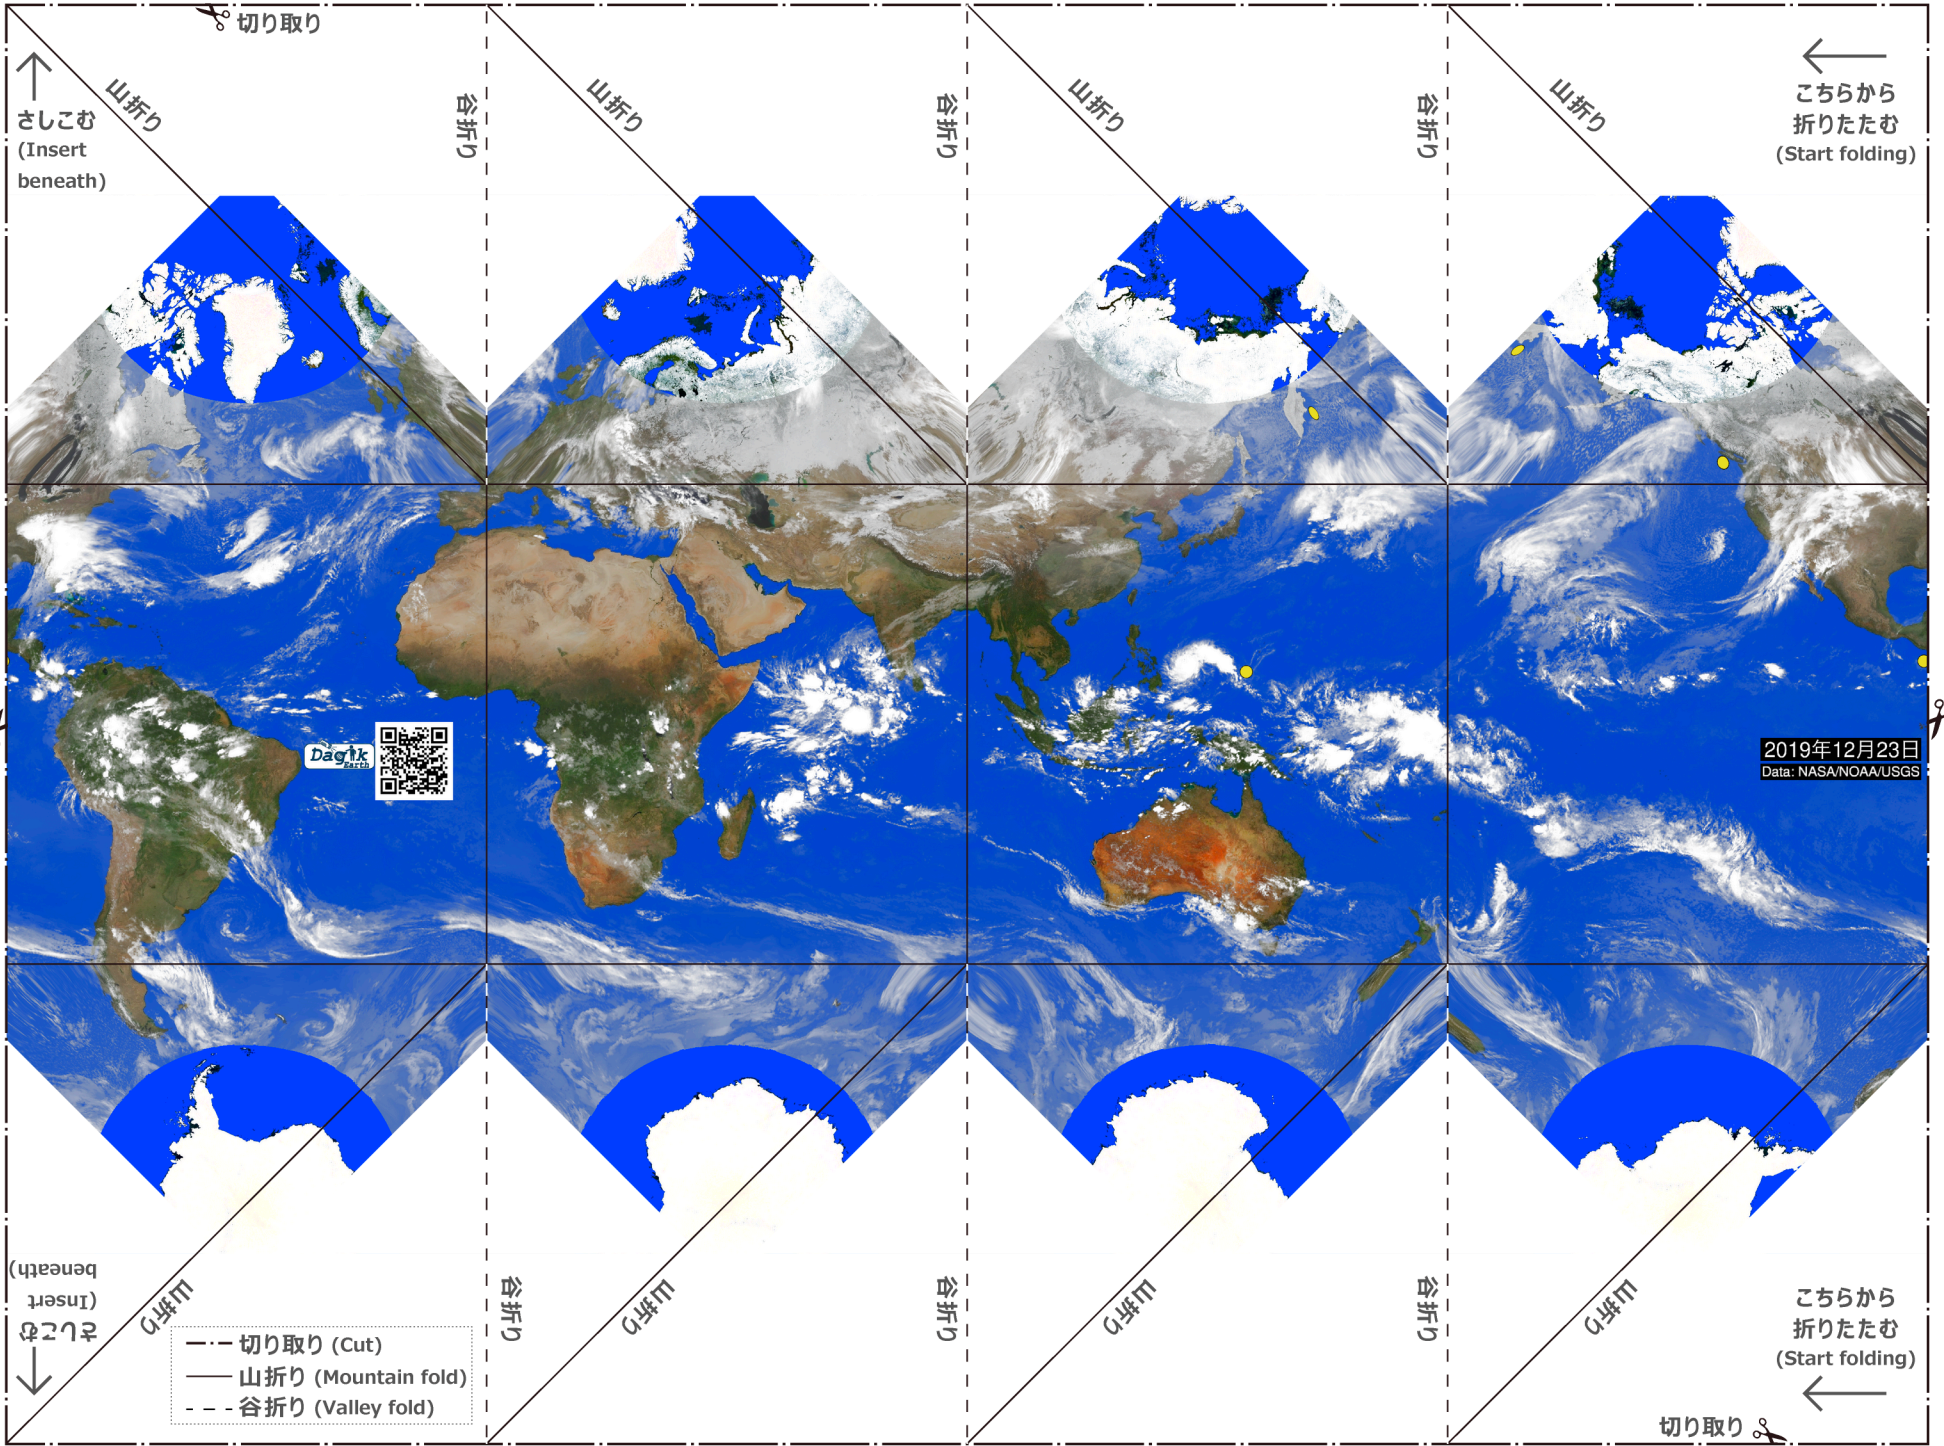 切り取り
さしこむ
(Insert
beneath)
山折り
谷折り
山折り
谷折り
山折り
谷折り
山折り
こちらから
折りたたむ
(Start folding)
Dagik
Earth
2019年12月23日
Data: NASA/NOAA/USGS
さしこむ
(Insert
beneath)
山折り
谷折り
山折り
谷折り
山折り
谷折り
山折り
こちらから
折りたたむ
(Start folding)
切り取り (Cut)
山折り (Mountain fold)
谷折り (Valley fold)
切り取り